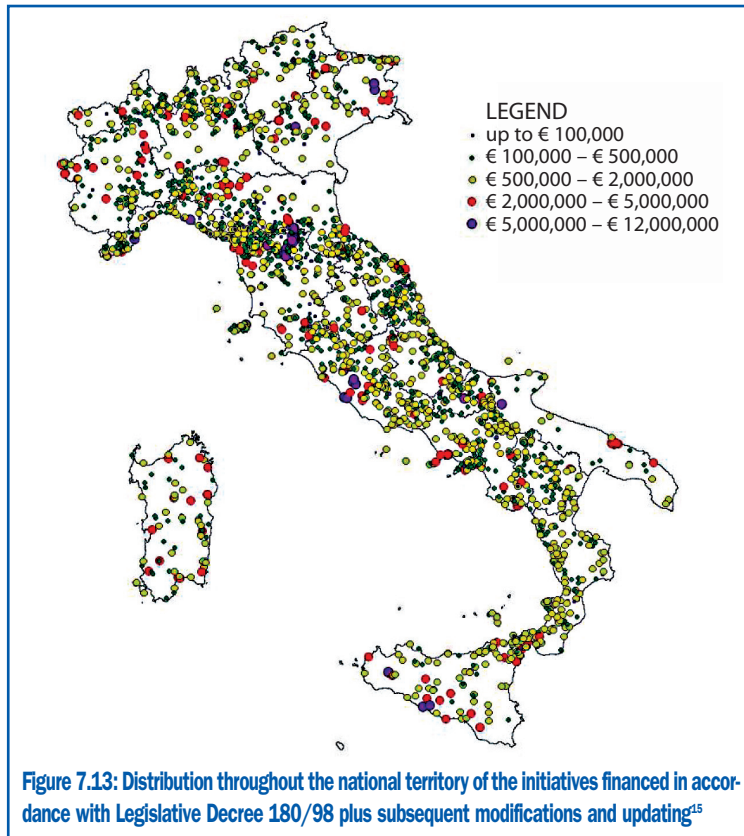 LEGEND
up to € 100,000
€ 100,000 – € 500,000
€ 500,000 – € 2,000,000
€ 2,000,000 – € 5,000,000
€ 5,000,000 – € 12,000,000
Figure 7.13: Distribution throughout the national territory of the initiatives financed in accor-
dance with Legislative Decree 180/98 plus subsequent modifications and updating¹⁵